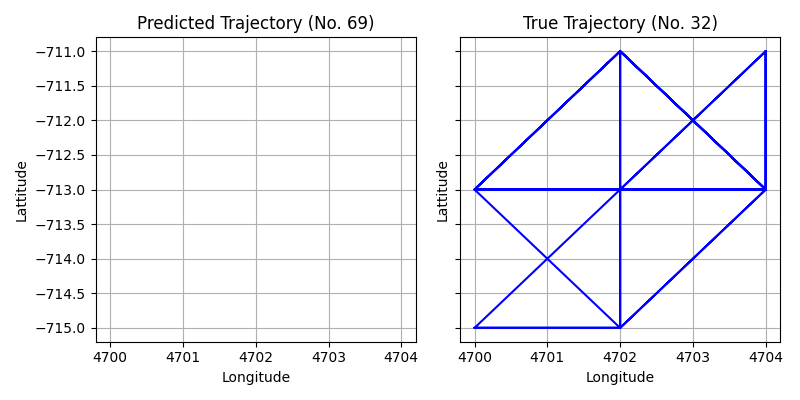 Predicted Trajectory (No. 69)
−711.0
−711.5
−712.0
−712.5
−713.0
−713.5
−714.0
−714.5
−715.0
Lattitude
4700 4701 4702 4703 4704
Longitude
True Trajectory (No. 32)
Lattitude
4700 4701 4702 4703 4704
Longitude